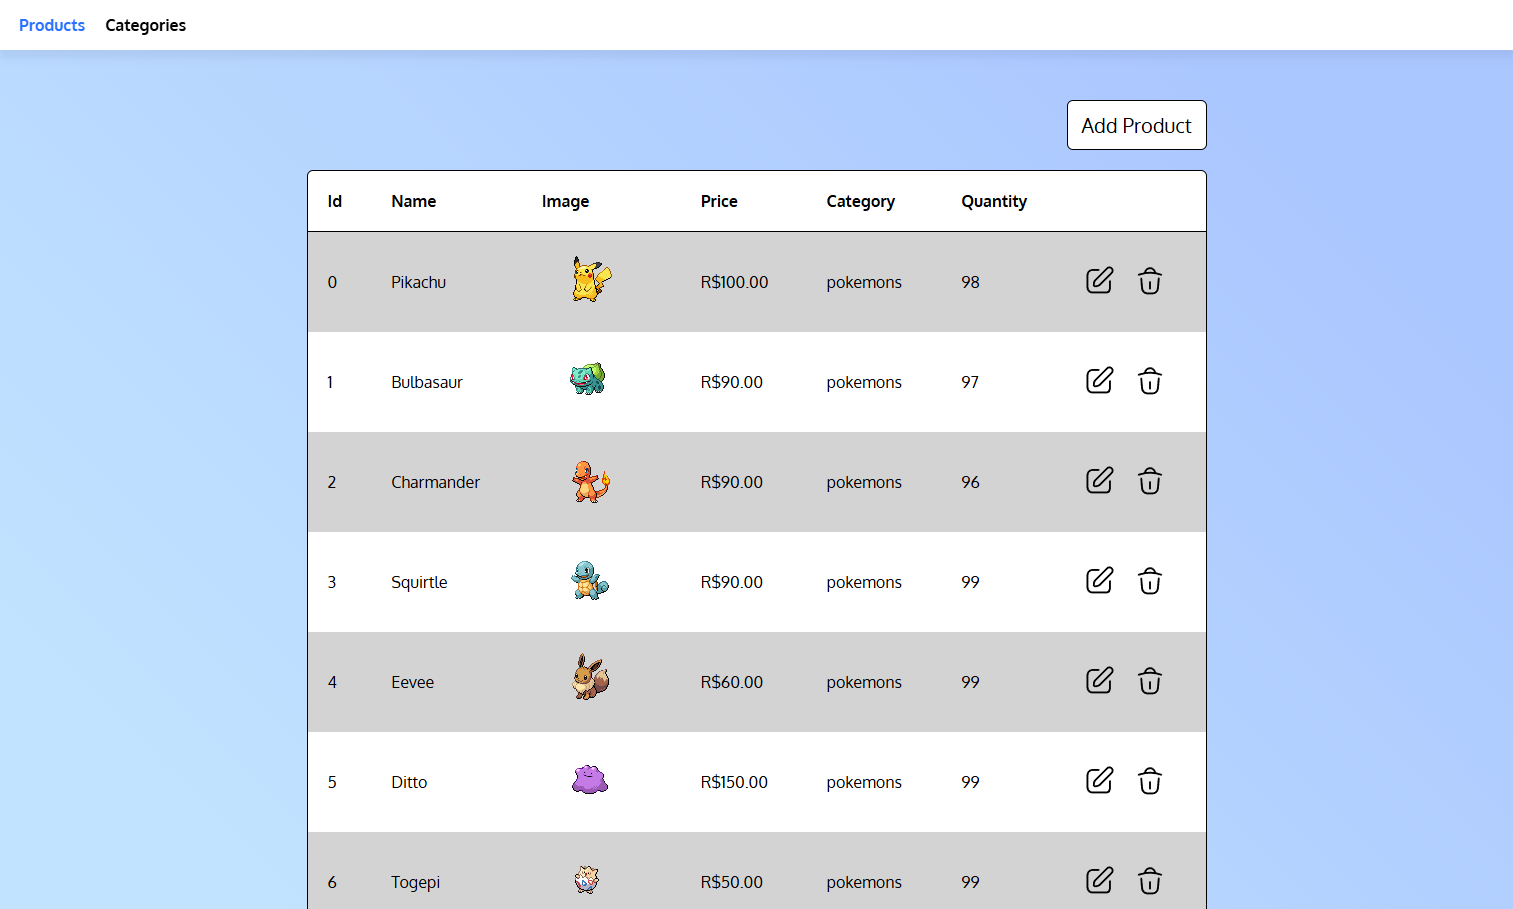 Products Categories
Add Product
Id Name Image Price Category Quantity
0 Pikachu R$100.00 pokemons 98
1 Bulbasaur R$90.00 pokemons 97
2 Charmander R$90.00 pokemons 96
3 Squirtle R$90.00 pokemons 99
4 Eevee R$60.00 pokemons 99
5 Ditto R$150.00 pokemons 99
6 Togepi R$50.00 pokemons 99